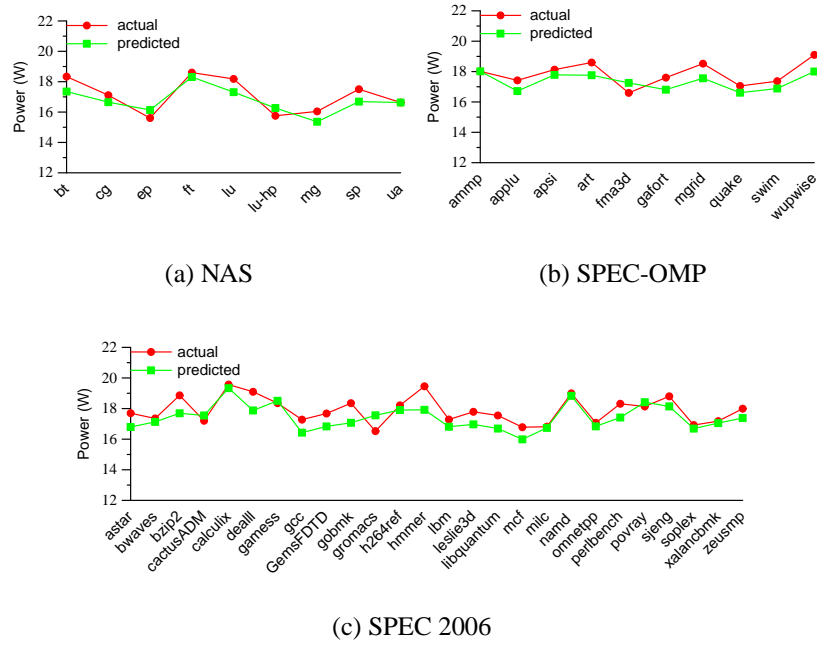 22
20
18
16
14
12
Power (W)
actual
predicted
bt
cg
ep
ft
lu
lu-hp
mg
sp
ua
(a) NAS
22
20
18
16
14
12
Power (W)
actual
predicted
ammp
applu
apsi
art
fma3d
gafort
mgrid
quake
swim
wupwise
(b) SPEC-OMP
22
20
18
16
14
12
Power (W)
actual
predicted
astar
bwaves
bzip2
cactusADM
calculix
dealII
gamess
gcc
GemsFDTD
gobmk
gromacs
h264ref
hmmer
lbm
leslie3d
libquantum
mcf
milc
namd
omnetpp
perlbench
povray
sjeng
soplex
xalancbmk
zeusmp
(c) SPEC 2006